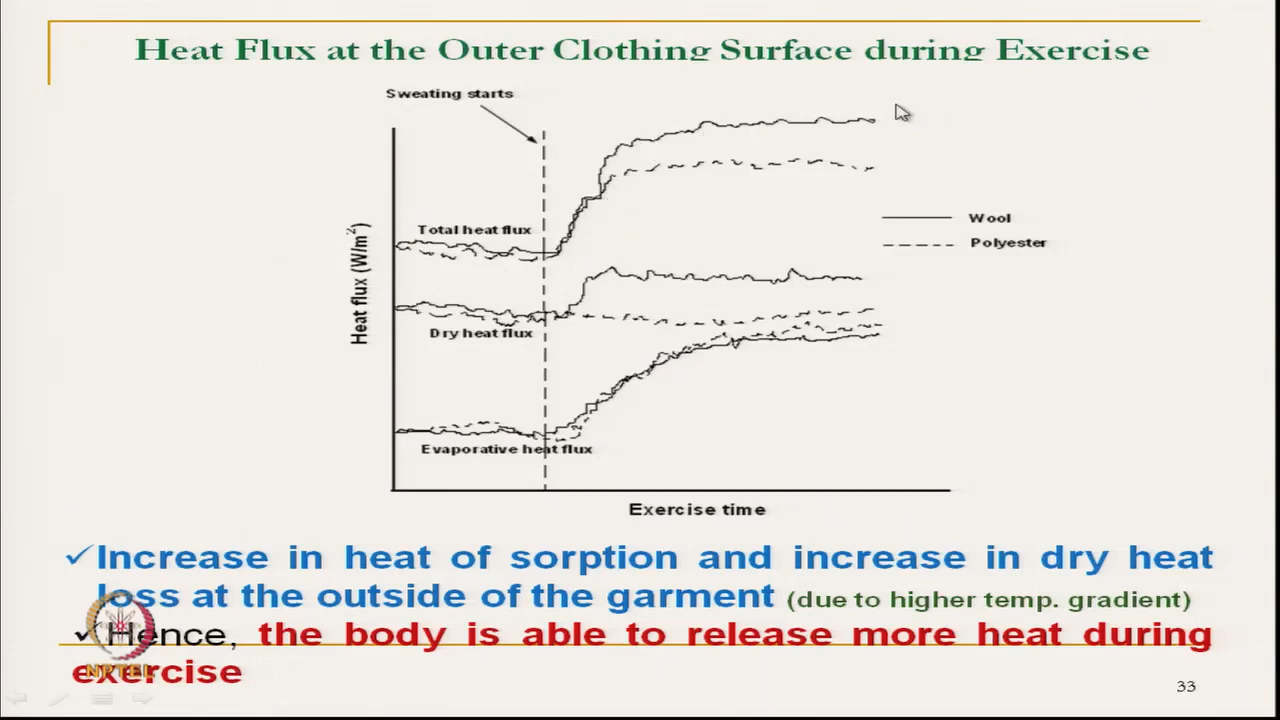 Heat Flux at the Outer Clothing Surface during Exercise
Sweating starts
Total heat flux
Wool
Polyester
Heat flux (W/m²)
Dry heat flux
Evaporative heat flux
Exercise time
✓Increase in heat of sorption and increase in dry heat
loss at the outside of the garment (due to higher temp. gradient)
✓Hence, the body is able to release more heat during
exercise
NPTEL
33